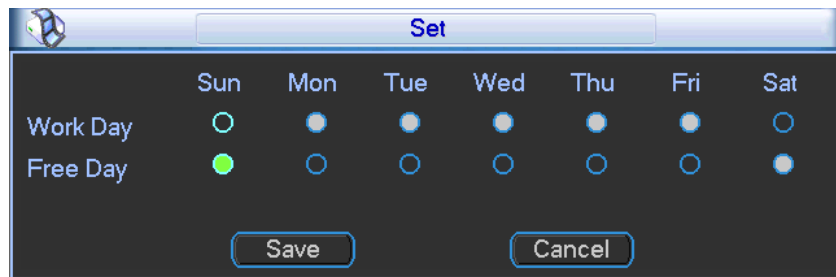 Set
Sun Mon Tue Wed Thu Fri Sat
Work Day
Free Day
Save Cancel